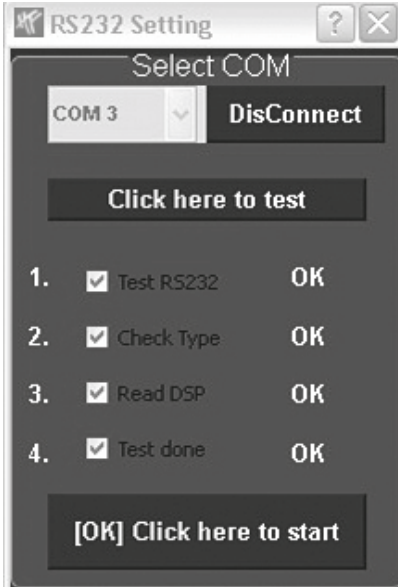 RS232 Setting
Select COM
COM 3 DisConnect
Click here to test
1. Test RS232 OK
2. Check Type OK
3. Read DSP OK
4. Test done OK
[OK] Click here to start